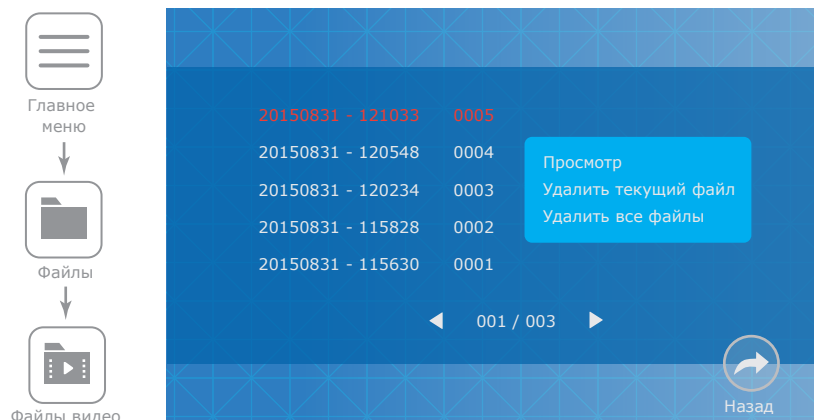 Главное
меню
Файлы
Файлы видео
20150831 - 121033 0005
20150831 - 120548 0004
20150831 - 120234 0003
20150831 - 115828 0002
20150831 - 115630 0001
Просмотр
Удалить текущий файл
Удалить все файлы
001 / 003
Назад